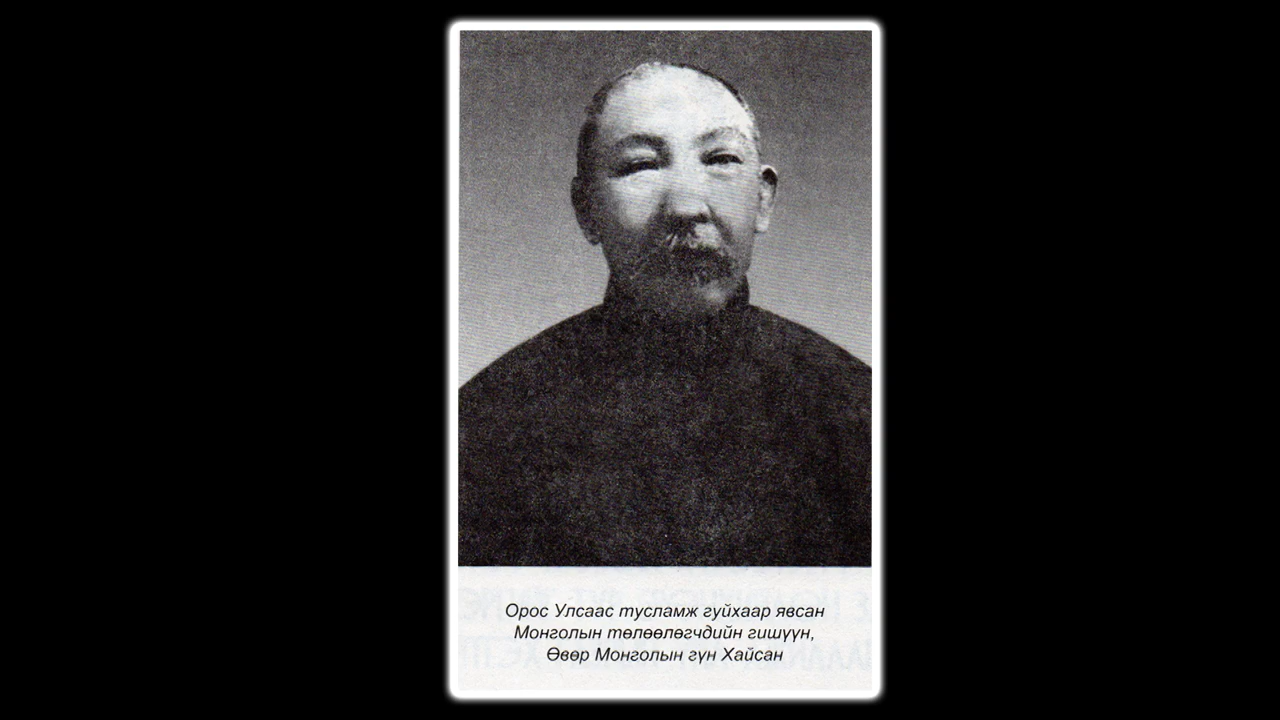 Орос Улсаас тусламж гуйхаар явсан
Монголын төлөөлөгчдийн гишүүн,
Өвөр Монголын гүн Хайсан